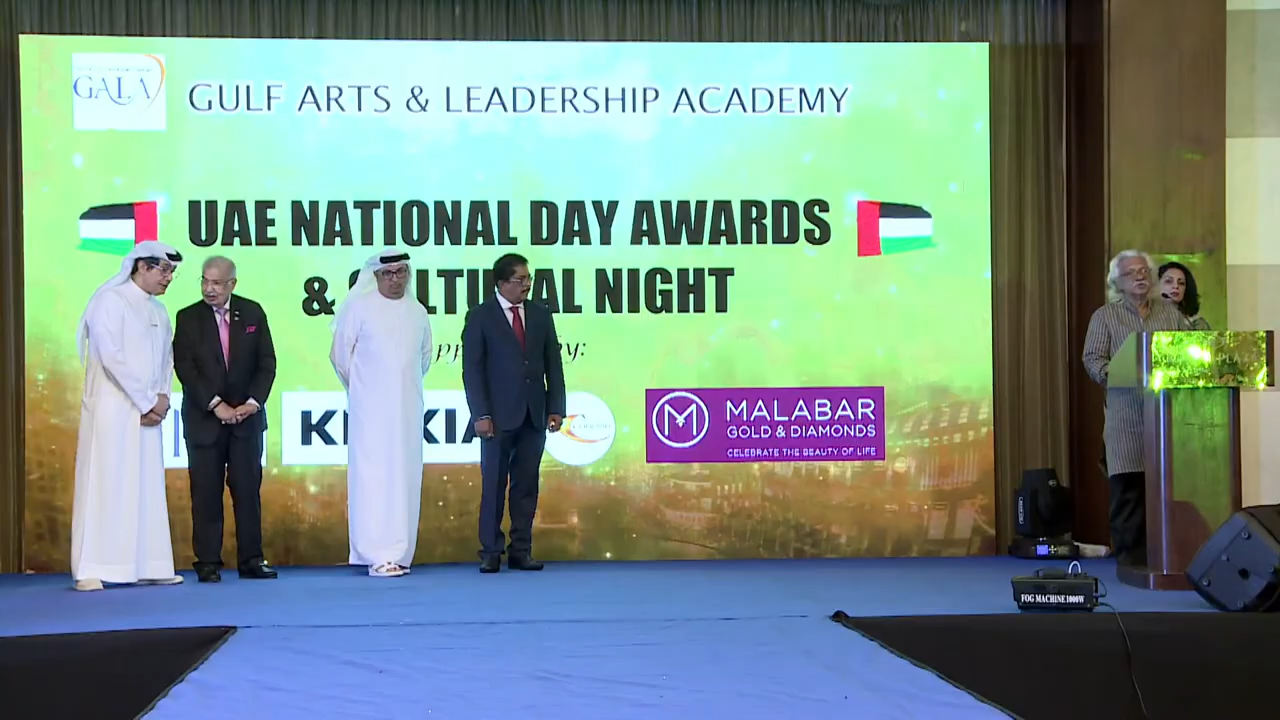 GALA
GULF ARTS & LEADERSHIP ACADEMY
UAE NATIONAL DAY AWARDS
& CULTURAL NIGHT
MALABAR
GOLD & DIAMONDS
CELEBRATE THE BEAUTY OF LIFE
FOG MACHINE 1000W